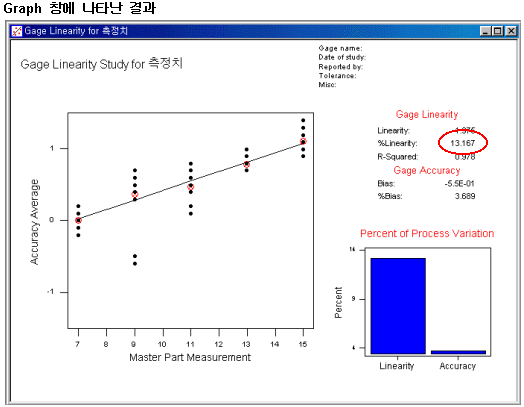 Graph 창에 나타난 결과
Gage Linearity for 측정치
Gage Linearity Study for 측정치
Gage name:
Date of study:
Reported by:
Tolerance:
Misc:
Accuracy Average
1
0
-1
7
8
9
10
11
12
13
14
15
Master Part Measurement
Gage Linearity
Linearity: 1.975
%Linearity: 13.167
R-Squared: 0.978
Gage Accuracy
Bias: -5.5E-01
%Bias: 3.689
Percent of Process Variation
Percent
14
9
4
Linearity
Accuracy